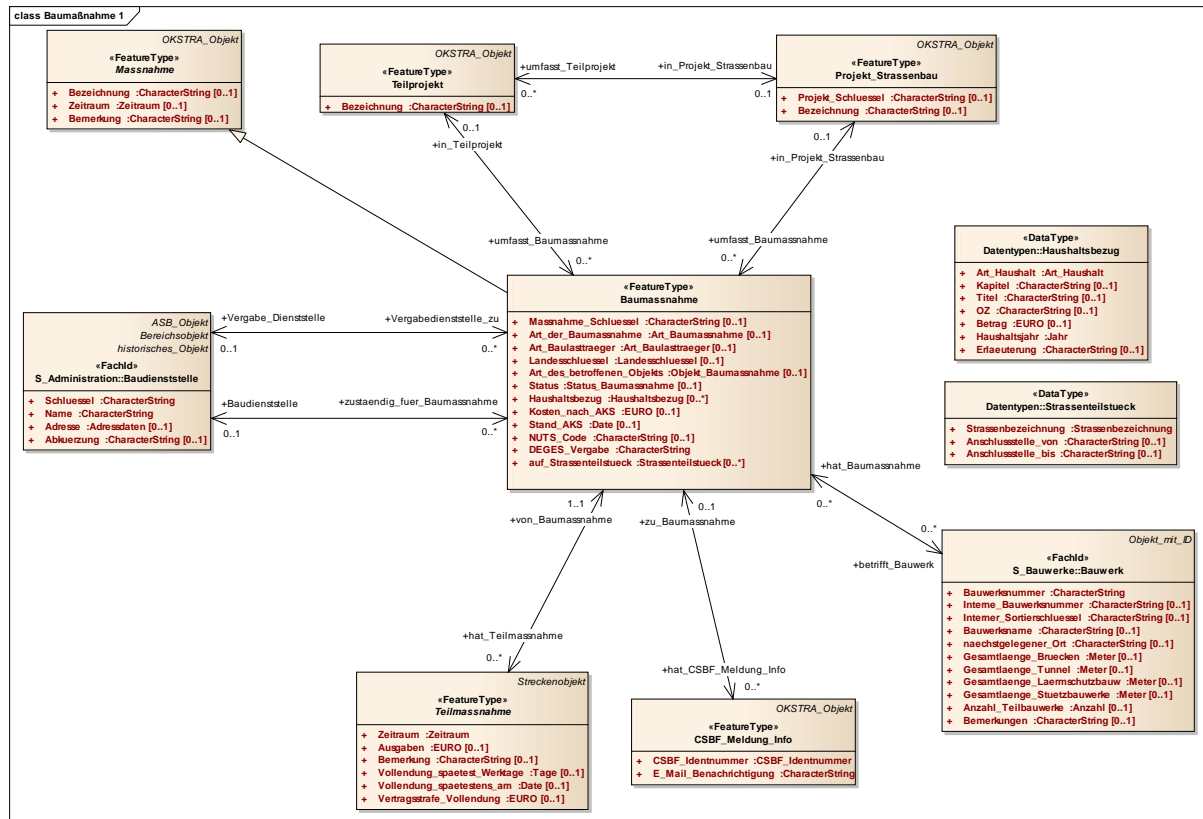 class Baumaßnahme 1
OKSTRA_Objekt
«FeatureType»
Massnahme
+ Bezeichnung :CharacterString [0..1]
+ Zeitraum :Zeitraum [0..1]
+ Bemerkung :CharacterString [0..1]
OKSTRA_Objekt
«FeatureType»
Teilprojekt
+ Bezeichnung :CharacterString [0..1]
OKSTRA_Objekt
«FeatureType»
Projekt_Strassenbau
+ Projekt_Schluessel :CharacterString [0..1]
+ Bezeichnung :CharacterString [0..1]
+umfasst_Teilprojekt
0..*
+in_Projekt_Strassenbau
0..1
0..1
+in_Teilprojekt
0..1
+in_Projekt_Strassenbau
+umfasst_Baumassnahme
0..*
+umfasst_Baumassnahme
0..*
«DataType»
Datentypen::Haushaltsbezug
+ Art_Haushalt :Art_Haushalt
+ Kapitel :CharacterString [0..1]
+ Titel :CharacterString [0..1]
+ OZ :CharacterString [0..1]
+ Betrag :EURO [0..1]
+ Haushaltsjahr :Jahr
+ Erlaeuterung :CharacterString [0..1]
«FeatureType»
Baumassnahme
+ Massnahme_Schluessel :CharacterString [0..1]
+ Art_der_Baumassnahme :Art_Baumassnahme [0..1]
+ Art_Baulasttraeger :Art_Baulasttraeger [0..1]
+ Landesschluessel :Landesschluessel [0..1]
+ Art_des_betroffenen_Objekts :Objekt_Baumassnahme [0..1]
+ Status :Status_Baumassnahme [0..1]
+ Haushaltsbezug :Haushaltsbezug [0..*]
+ Kosten_nach_AKS :EURO [0..1]
+ Stand_AKS :Date [0..1]
+ NUTS_Code :CharacterString [0..1]
+ DEGES_Vergabe :CharacterString
+ auf_Strassenteilstueck :Strassenteilstueck [0..*]
ASB_Objekt
Bereichsobjekt
historisches_Objekt
«FachId»
S_Administration::Baudienststelle
+ Schluessel :CharacterString
+ Name :CharacterString
+ Adresse :Adressdaten [0..1]
+ Abkuerzung :CharacterString [0..1]
+Vergabe_Dienststelle
0..1
+Vergabedienststelle_zu
0..*
+Baudienststelle
0..1
+zustaendig_fuer_Baumassnahme
0..*
«DataType»
Datentypen::Strassenteilstueck
+ Strassenbezeichnung :Strassenbezeichnung
+ Anschlussstelle_von :CharacterString [0..1]
+ Anschlussstelle_bis :CharacterString [0..1]
+hat_Baumassnahme
0..*
0..*
+betrifft_Bauwerk
1..1
+von_Baumassnahme
0..1
+zu_Baumassnahme
Objekt_mit_ID
«FachId»
S_Bauwerke::Bauwerk
+ Bauwerksnummer :CharacterString
+ Interne_Bauwerksnummer :CharacterString [0..1]
+ Interner_Sortierschluessel :CharacterString [0..1]
+ Bauwerksname :CharacterString [0..1]
+ naechstgelegener_Ort :CharacterString [0..1]
+ Gesamtlaenge_Bruecken :Meter [0..1]
+ Gesamtlaenge_Tunnel :Meter [0..1]
+ Gesamtlaenge_Laermschutzbauw :Meter [0..1]
+ Gesamtlaenge_Stuetzbauwerke :Meter [0..1]
+ Anzahl_Teilbauwerke :Anzahl [0..1]
+ Bemerkungen :CharacterString [0..1]
+hat_Teilmassnahme
0..*
+hat_CSBF_Meldung_Info
0..*
Streckenobjekt
«FeatureType»
Teilmassnahme
+ Zeitraum :Zeitraum
+ Ausgaben :EURO [0..1]
+ Bemerkung :CharacterString [0..1]
+ Vollendung_spaetest_Werktage :Tage [0..1]
+ Vollendung_spaetestens_am :Date [0..1]
+ Vertragsstrafe_Vollendung :EURO [0..1]
OKSTRA_Objekt
«FeatureType»
CSBF_Meldung_Info
+ CSBF_Identnummer :CSBF_Identnummer
+ E_Mail_Benachrichtigung :CharacterString